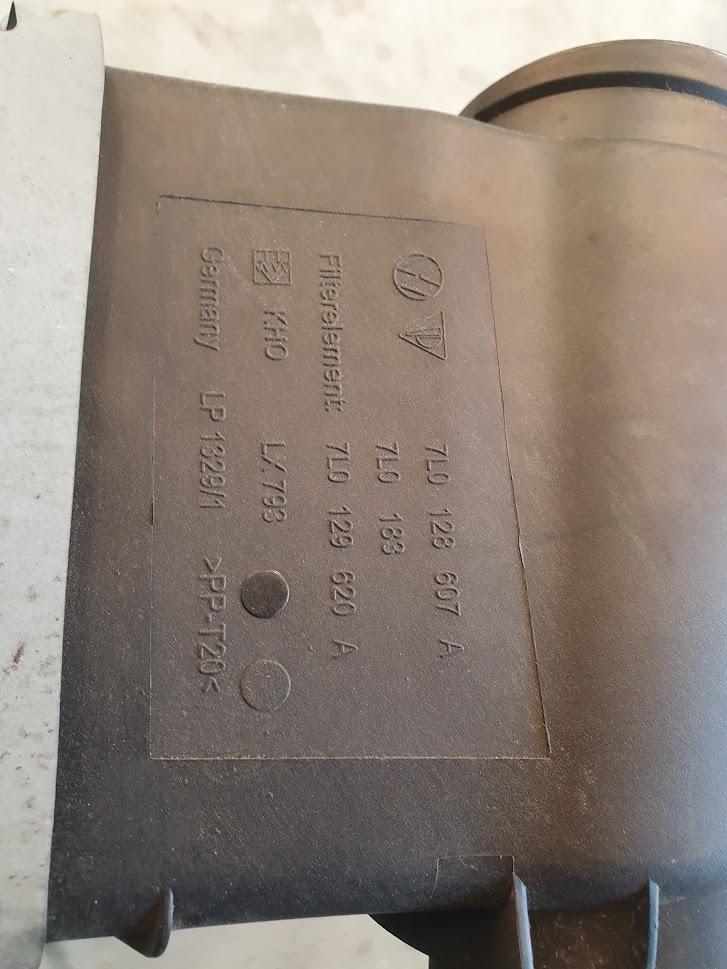 7L0 128 607 A
7L0 183
Filterelement: 7L0 129 620 A
KHO LX 793
Germany LP 1329/1 >PP-T20<